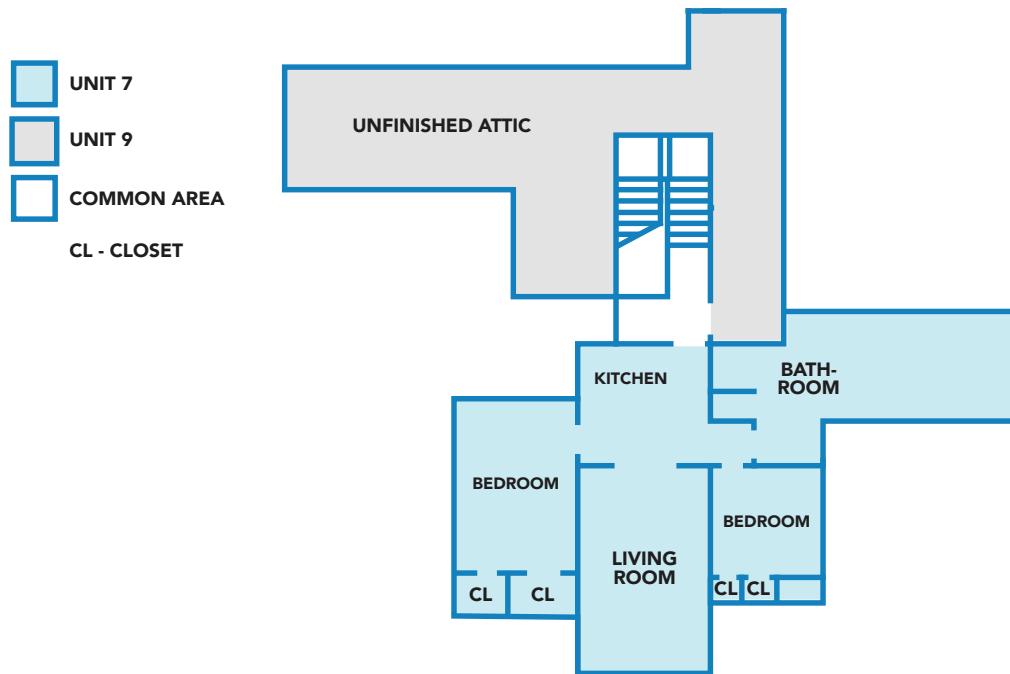 UNIT 7
UNIT 9
COMMON AREA
CL - CLOSET
UNFINISHED ATTIC
KITCHEN
BATH-
ROOM
BEDROOM
BEDROOM
LIVING
ROOM
CL
CL
CL
CL